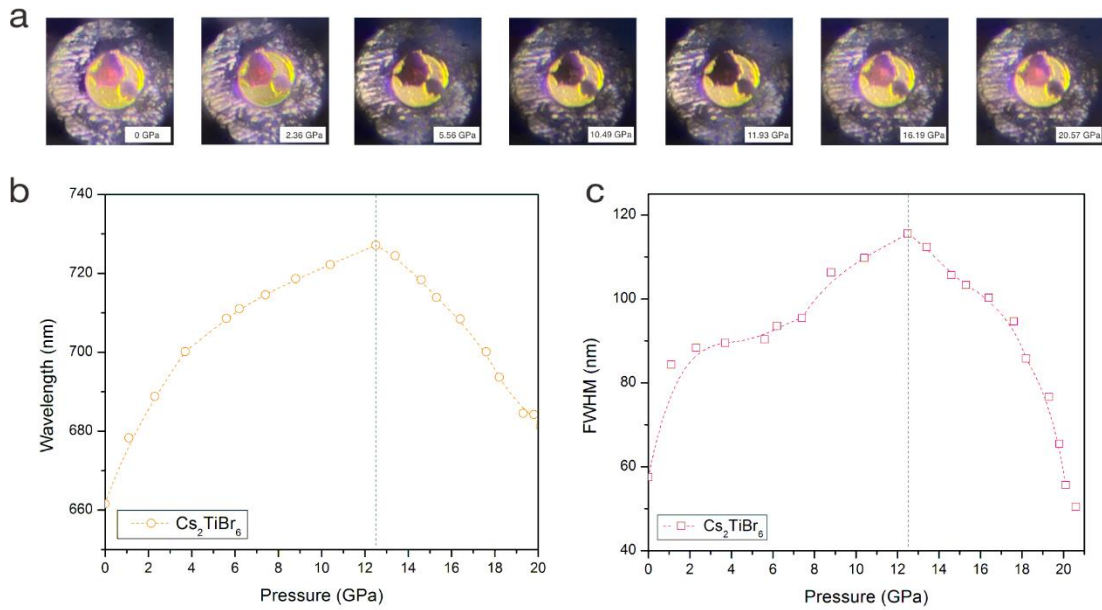 a
0 GPa 2.36 GPa 5.56 GPa 10.49 GPa 11.93 GPa 16.19 GPa 20.57 GPa
b
740
720
700
680
660
Wavelength (nm)
Cs₂TiBr₆
0 2 4 6 8 10 12 14 16 18 20
Pressure (GPa)
c
120
100
80
60
40
FWHM (nm)
Cs₂TiBr₆
0 2 4 6 8 10 12 14 16 18 20
Pressure (GPa)